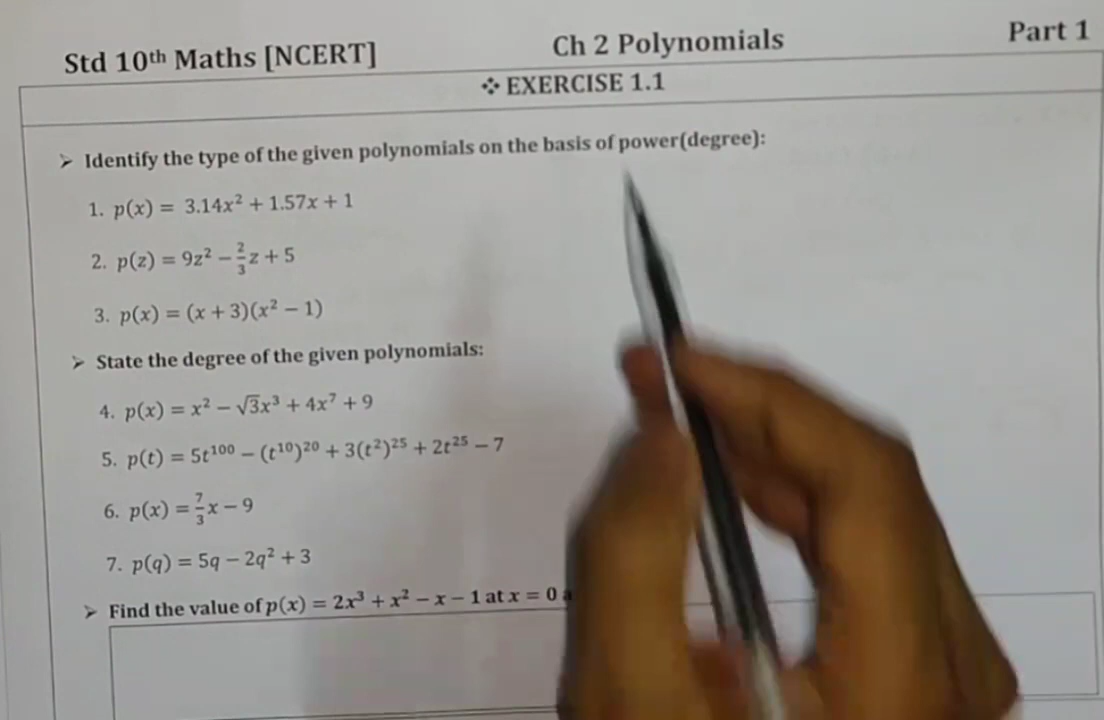 Std 10th Maths [NCERT] Ch 2 Polynomials Part 1
❖ EXERCISE 1.1
➢ Identify the type of the given polynomials on the basis of power(degree):
1. p(x) = 3.14x² + 1.57x + 1
2. p(z) = 9z² − 2/3 z + 5
3. p(x) = (x + 3)(x² − 1)
➢ State the degree of the given polynomials:
4. p(x) = x² − √3x³ + 4x⁷ + 9
5. p(t) = 5t¹⁰⁰ − (t¹⁰)²⁰ + 3(t²)²⁵ + 2t²⁵ − 7
6. p(x) = 7/3 x − 9
7. p(q) = 5q − 2q² + 3
➢ Find the value of p(x) = 2x³ + x² − x − 1 at x = 0